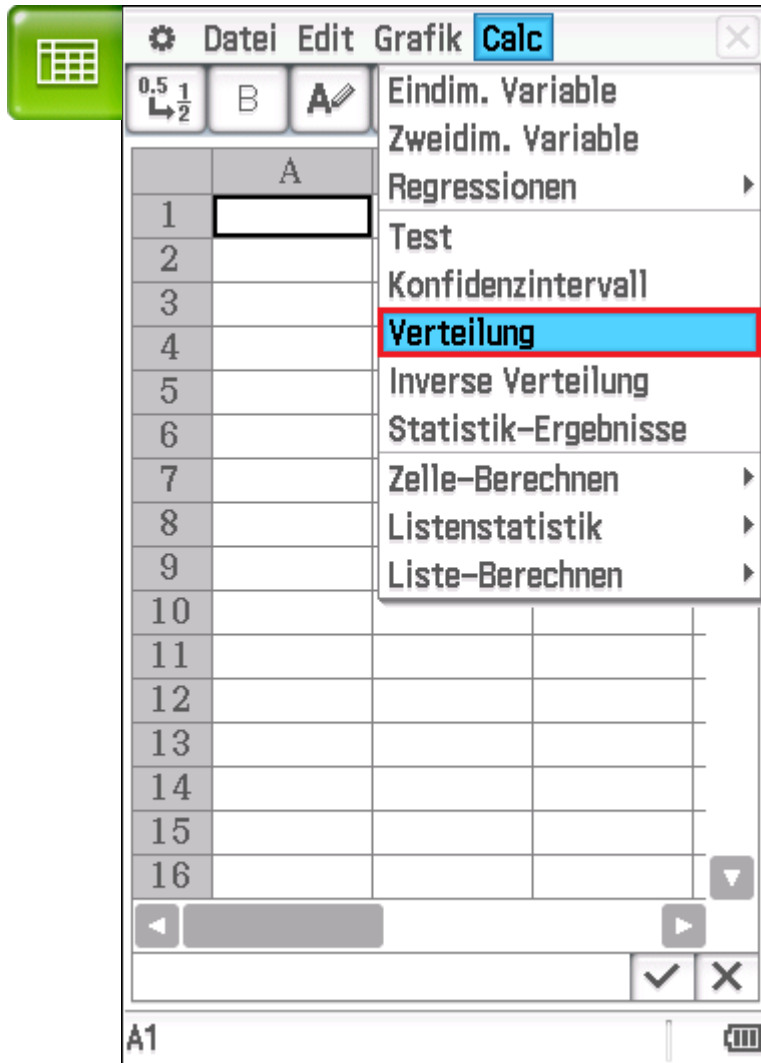 Datei Edit Grafik Calc
0.5 1/2 B A
Eindim. Variable
Zweidim. Variable
Regressionen
Test
Konfidenzintervall
Verteilung
Inverse Verteilung
Statistik-Ergebnisse
Zelle-Berechnen
Listenstatistik
Liste-Berechnen
A
1
2
3
4
5
6
7
8
9
10
11
12
13
14
15
16
A1